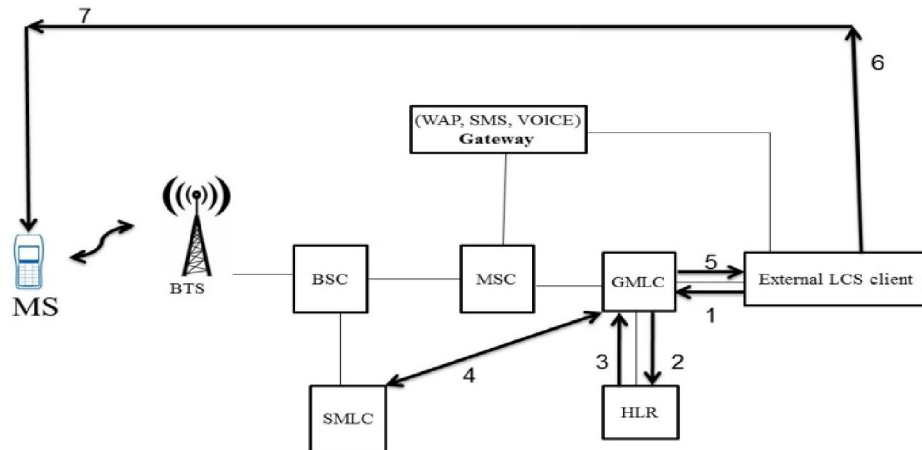 7
6
(WAP, SMS, VOICE)
Gateway
MS
BTS
BSC
MSC
GMLC
5
External LCS client
1
4
3
2
SMLC
HLR